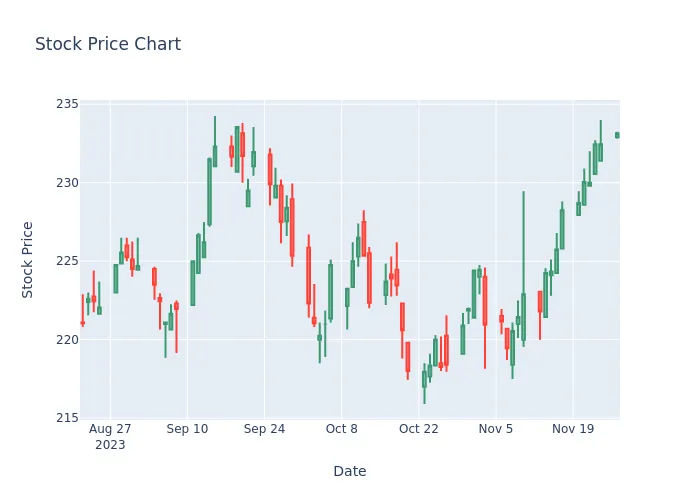 Stock Price Chart
235
230
225
220
215
Stock Price
Aug 27
2023
Sep 10
Sep 24
Oct 8
Oct 22
Nov 5
Nov 19
Date